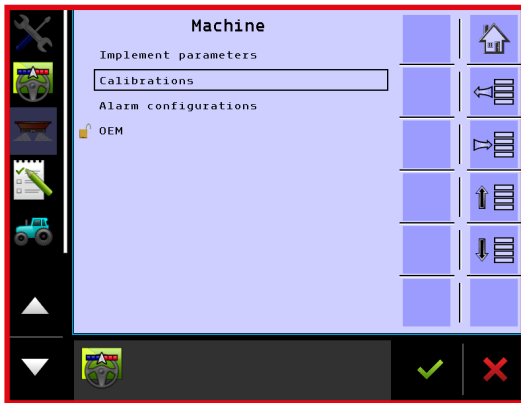 Machine
Implement parameters
Calibrations
Alarm configurations
OEM